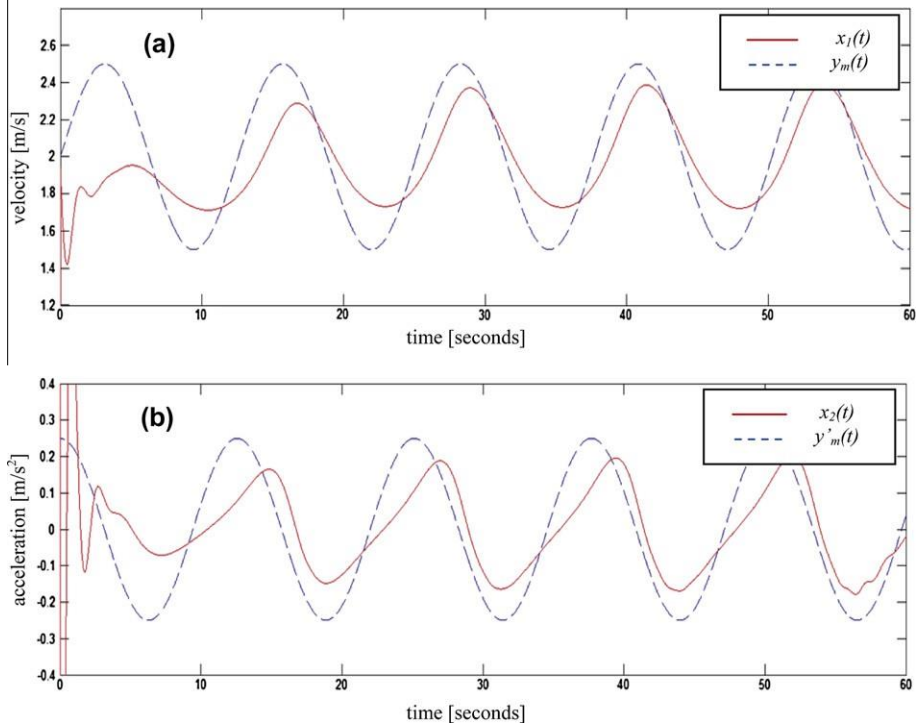 (a)
x₁(t)
yₘ(t)
2.6
2.4
2.2
2
1.8
1.6
1.4
1.2
velocity [m/s]
0 10 20 30 40 50 60
time [seconds]
(b)
x₂(t)
y'ₘ(t)
0.4
0.3
0.2
0.1
0
-0.1
-0.2
-0.3
-0.4
acceleration [m/s²]
0 10 20 30 40 50 60
time [seconds]